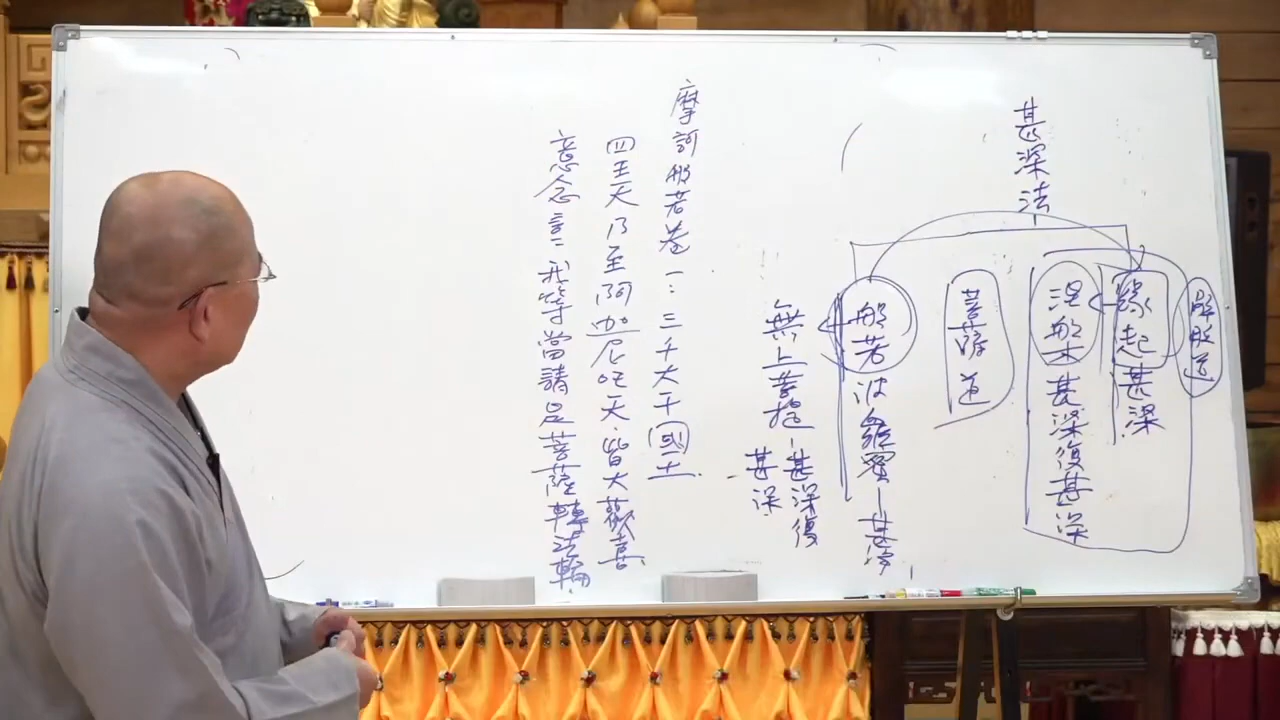 甚深法
解脫道
緣起甚深
涅槃甚深復甚深
菩薩道
般若波羅蜜－甚深
無上菩提－甚深復甚深
摩訶般若卷一：三千大千國土
四王天乃至阿迦尼吒天，皆大歡喜
意念言：我等當請是菩薩轉法輪